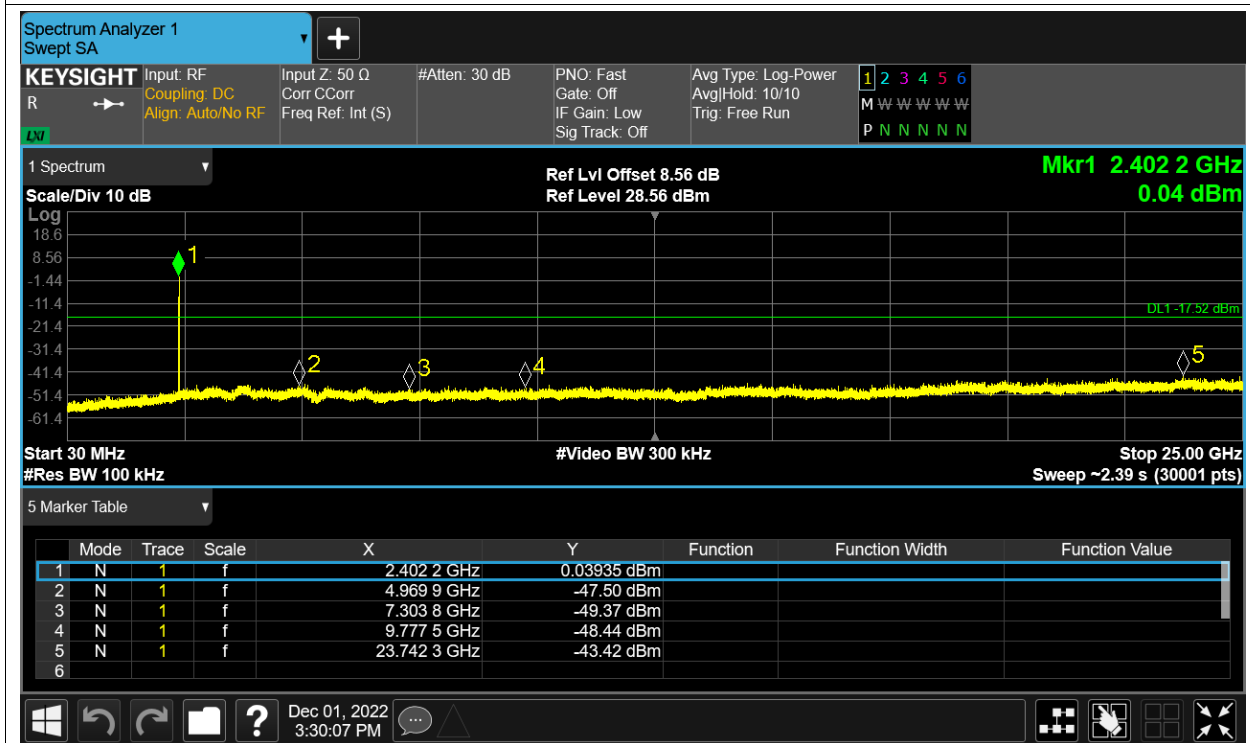 Spectrum Analyzer 1
Swept SA
+
KEYSIGHT Input: RF Input Z: 50 Ω #Atten: 30 dB PNO: Fast Avg Type: Log-Power 1 2 3 4 5 6
R Coupling: DC Corr CCorr Gate: Off Avg|Hold: 10/10 M W W W W W
Align: Auto/No RF Freq Ref: Int (S) IF Gain: Low Trig: Free Run
LXI Sig Track: Off P N N N N N
1 Spectrum Ref Lvl Offset 8.56 dB Mkr1 2.402 2 GHz
Scale/Div 10 dB Ref Level 28.56 dBm 0.04 dBm
Log
18.6
8.56 1
-1.44
-11.4 DL1 -17.52 dBm
-21.4
-31.4
-41.4 2 3 4 5
-51.4
-61.4
Start 30 MHz #Video BW 300 kHz Stop 25.00 GHz
#Res BW 100 kHz Sweep ~2.39 s (30001 pts)
5 Marker Table
Mode Trace Scale X Y Function Function Width Function Value
1 N 1 f 2.402 2 GHz 0.03935 dBm
2 N 1 f 4.969 9 GHz -47.50 dBm
3 N 1 f 7.303 8 GHz -49.37 dBm
4 N 1 f 9.777 5 GHz -48.44 dBm
5 N 1 f 23.742 3 GHz -43.42 dBm
6
? Dec 01, 2022
3:30:07 PM